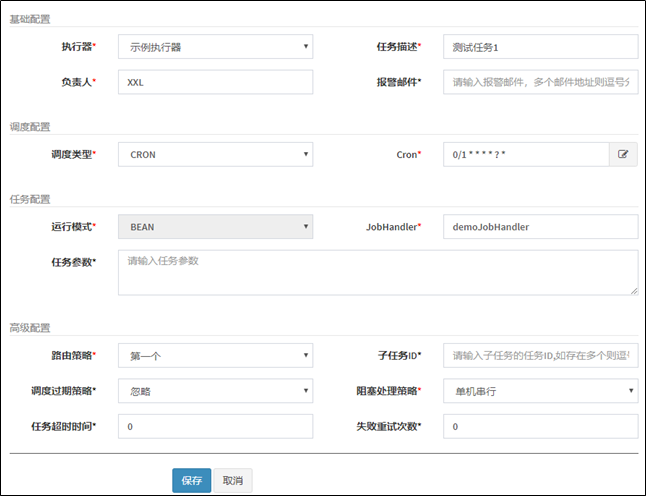 基础配置
执行器* 示例执行器 任务描述* 测试任务1
负责人* XXL 报警邮件* 请输入报警邮件，多个邮件地址则逗号分
调度配置
调度类型* CRON Cron* 0/1 * * * * ? *
任务配置
运行模式* BEAN JobHandler* demoJobHandler
任务参数* 请输入任务参数
高级配置
路由策略* 第一个 子任务ID* 请输入子任务的任务ID,如存在多个则逗号
调度过期策略* 忽略 阻塞处理策略* 单机串行
任务超时时间* 0 失败重试次数* 0
保存 取消